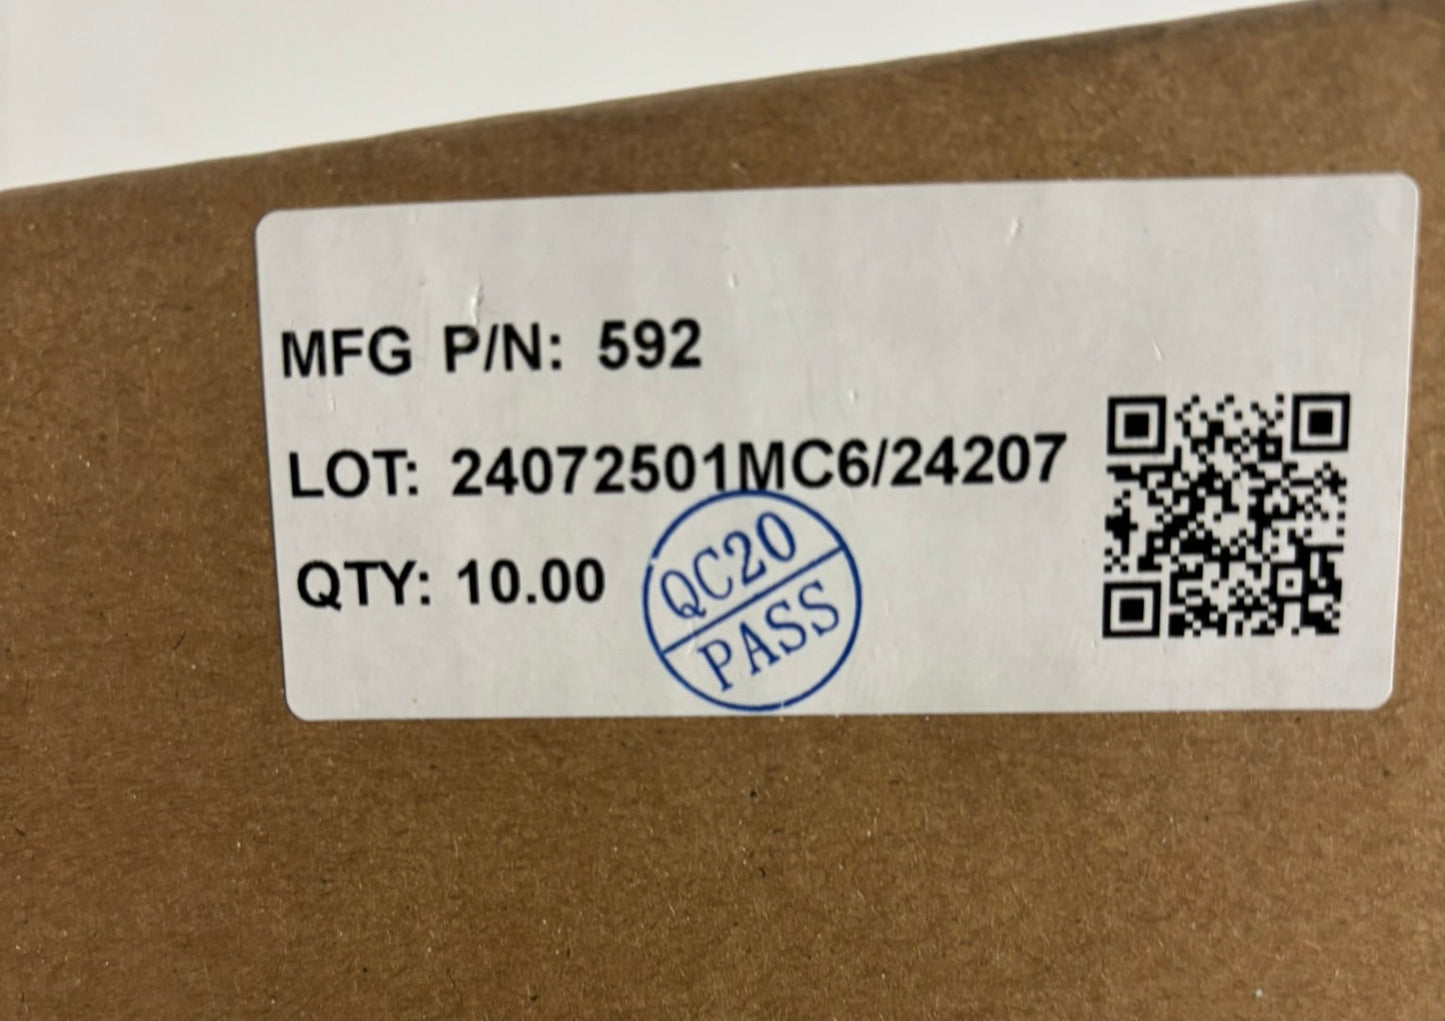 MFG P/N: 592
LOT: 24072501MC6/24207
QTY: 10.00
QC20
PASS